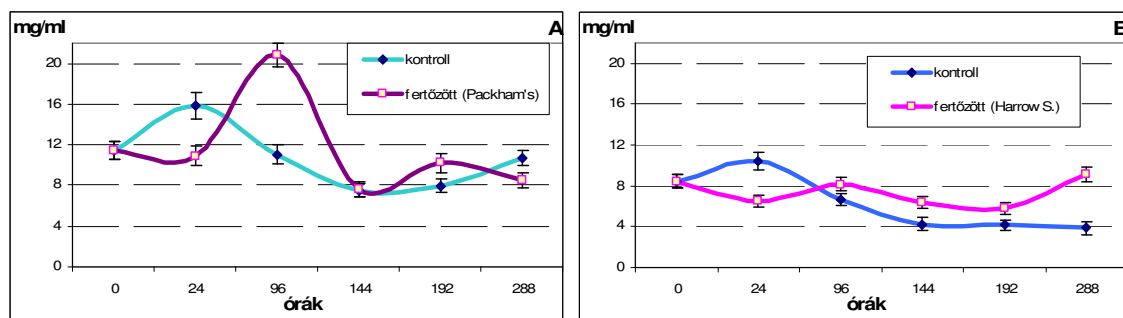 mg/ml
A
20
16
12
8
4
0
kontroll
fertőzött (Packham's)
0 24 96 144 192 288
órák
mg/ml
20
16
12
8
4
0
kontroll
fertőzött (Harrow S.)
0 24 96 144 192 288
órák